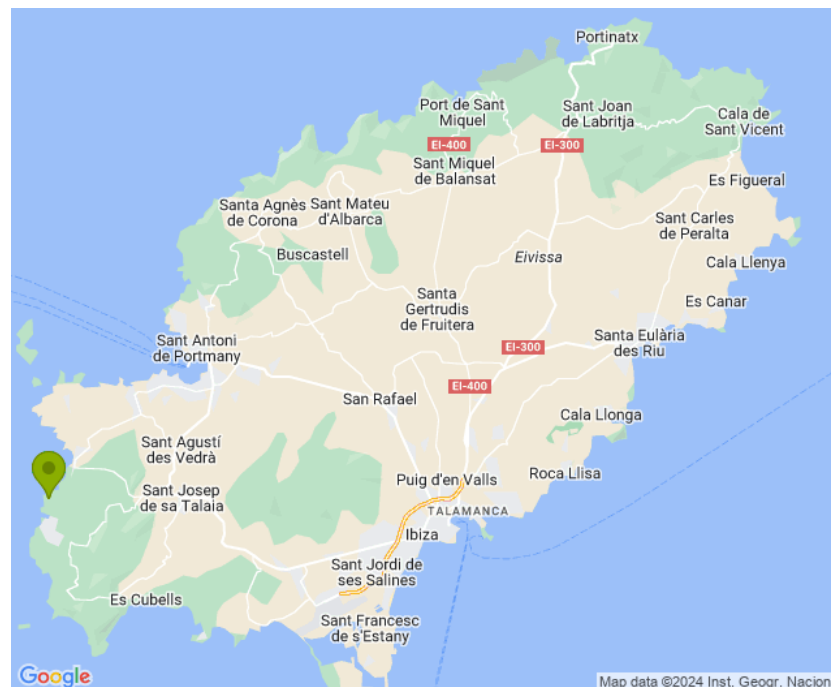 Portinatx
Port de Sant
Miquel
Sant Joan
de Labritja
Cala de
Sant Vicent
EI-400
EI-300
Sant Miquel
de Balansat
Es Figueral
Santa Agnès
de Corona
Sant Mateu
d'Albarca
Sant Carles
de Peralta
Buscastell
Eivissa
Cala Llenya
Santa
Gertrudis
de Fruitera
Es Canar
Sant Antoni
de Portmany
Santa Eulària
des Riu
EI-300
EI-400
San Rafael
Cala Llonga
Sant Agustí
des Vedrà
Roca Llisa
Puig d'en Valls
Sant Josep
de sa Talaia
TALAMANCA
Ibiza
Sant Jordi de
ses Salines
Es Cubells
Sant Francesc
de s'Estany
Google
Map data ©2024 Inst. Geogr. Nacion